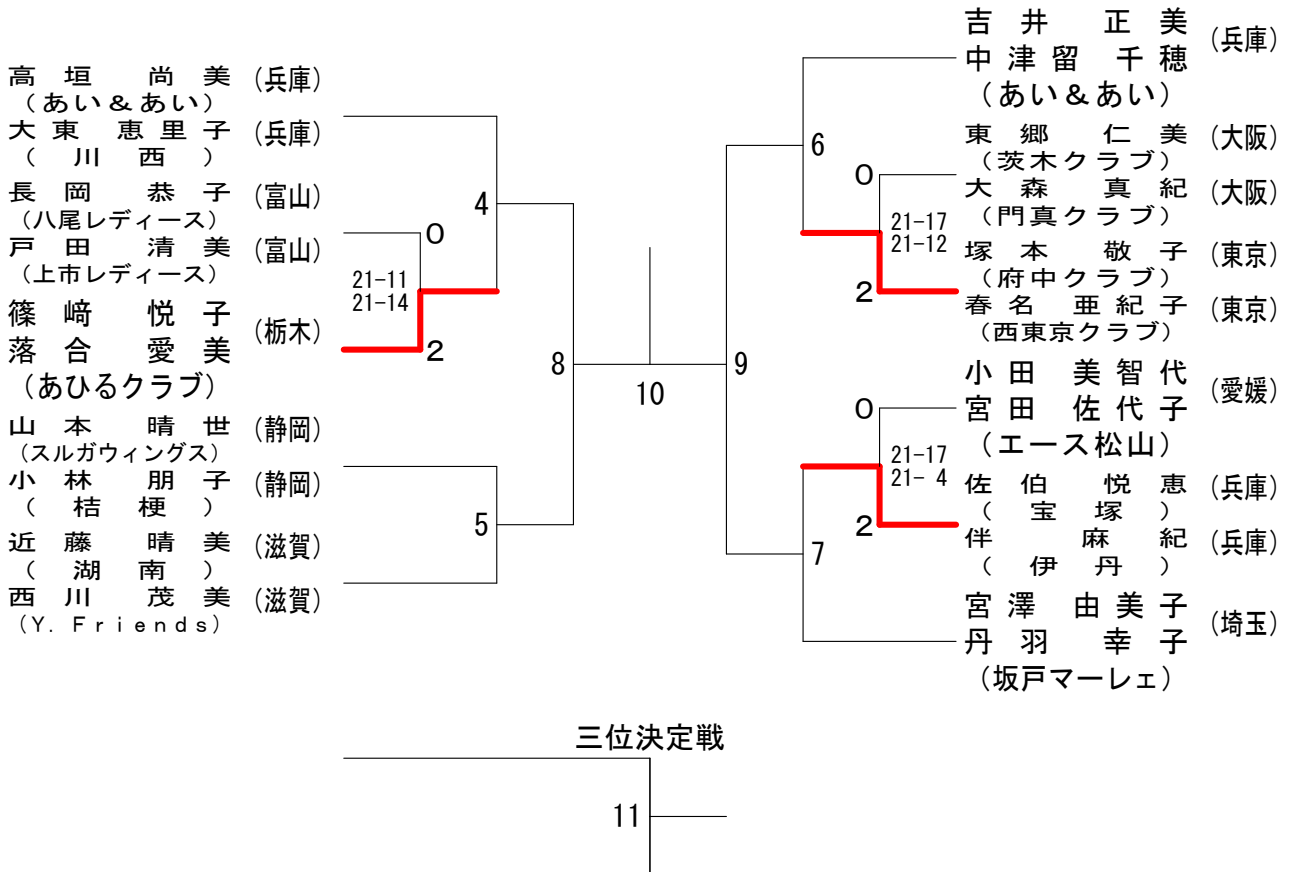 高垣 尚美 (兵庫)
(あい&あい)
大東 恵里子 (兵庫)
(川西)
長岡 恭子 (富山)
(八尾レディース)
戸田 清美 (富山)
(上市レディース)
篠﨑 悦子
落合 愛美
(栃木)
(あひるクラブ)
山本 晴世 (静岡)
(スルガウィングス)
小林 朋子 (静岡)
(桔梗)
近藤 晴美 (滋賀)
(湖南)
西川 茂美 (滋賀)
(Y. Friends)
4
0
21-11
21-14
2
5
8
10
9
6
0
21-17
21-12
2
0
21-17
21- 4
2
7
吉井 正美
中津留 千穂
(兵庫)
(あい&あい)
東郷 仁美 (大阪)
(茨木クラブ)
大森 真紀 (大阪)
(門真クラブ)
塚本 敬子 (東京)
(府中クラブ)
春名 亜紀子 (東京)
(西東京クラブ)
小田 美智代
宮田 佐代子
(愛媛)
(エース松山)
佐伯 悦恵 (兵庫)
(宝塚)
伴 麻紀 (兵庫)
(伊丹)
宮澤 由美子
丹羽 幸子
(埼玉)
(坂戸マーレェ)
三位決定戦
11